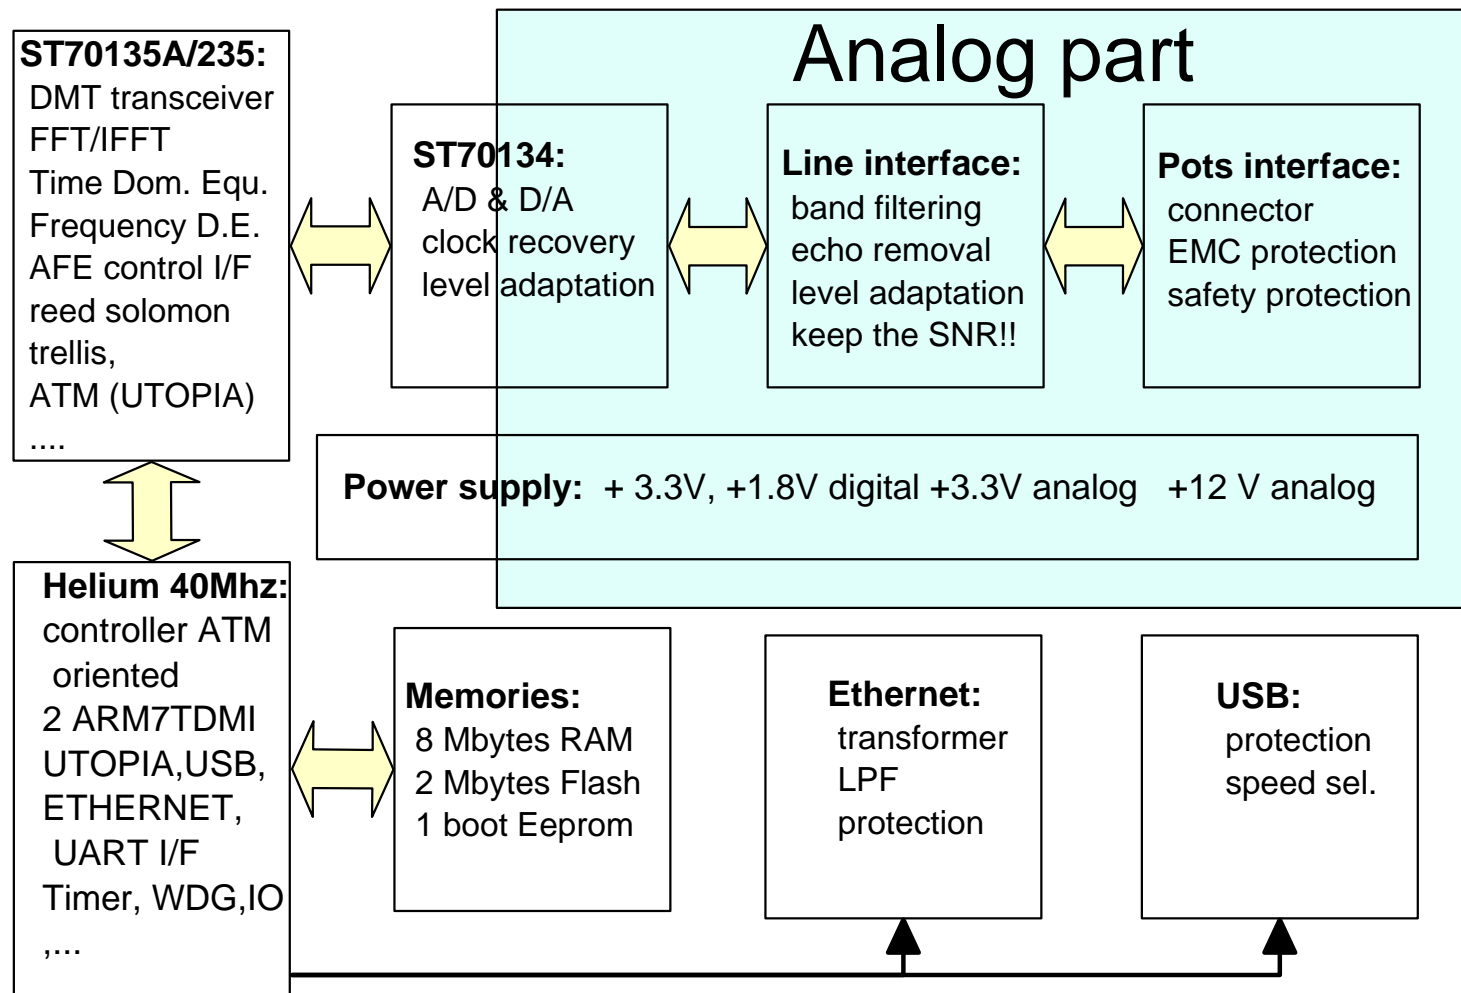 Analog part
ST70135A/235:
DMT transceiver
FFT/IFFT
Time Dom. Equ.
Frequency D.E.
AFE control I/F
reed solomon
trellis,
ATM (UTOPIA)
....
ST70134:
A/D & D/A
clock recovery
level adaptation
Line interface:
band filtering
echo removal
level adaptation
keep the SNR!!
Pots interface:
connector
EMC protection
safety protection
Power supply: + 3.3V, +1.8V digital +3.3V analog +12 V analog
Helium 40Mhz:
controller ATM
oriented
2 ARM7TDMI
UTOPIA,USB,
ETHERNET,
UART I/F
Timer, WDG,IO
,...
Memories:
8 Mbytes RAM
2 Mbytes Flash
1 boot Eeprom
Ethernet:
transformer
LPF
protection
USB:
protection
speed sel.